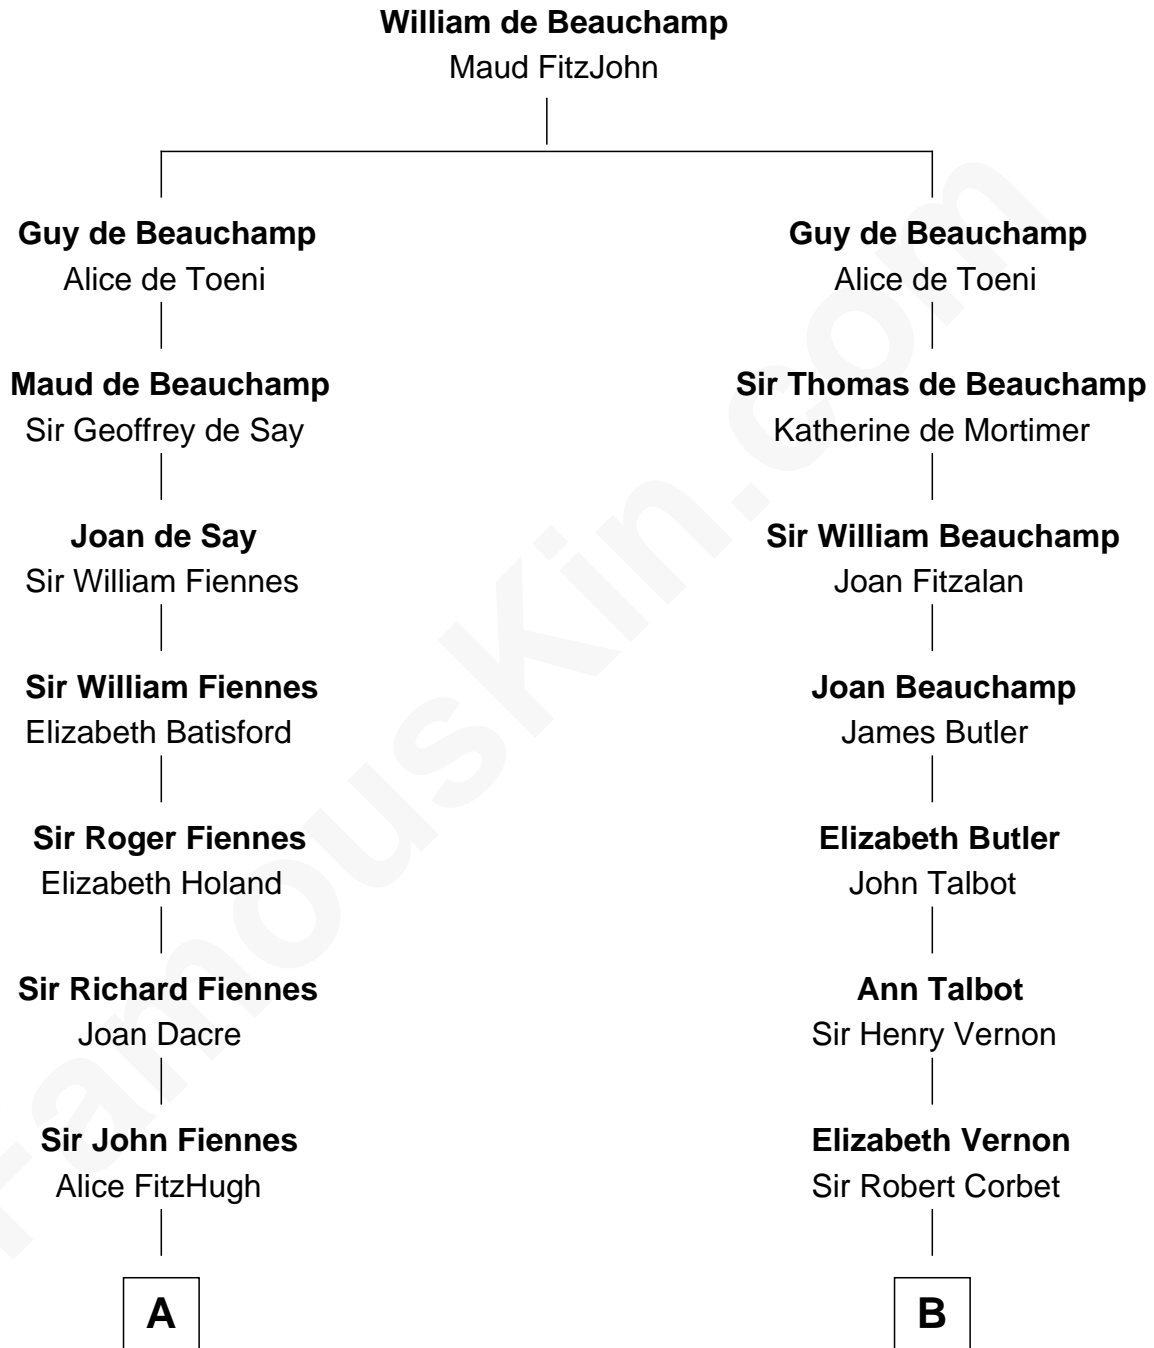 William de Beauchamp
Maud FitzJohn
Guy de Beauchamp
Alice de Toeni
Maud de Beauchamp
Sir Geoffrey de Say
Joan de Say
Sir William Fiennes
Sir William Fiennes
Elizabeth Batisford
Sir Roger Fiennes
Elizabeth Holand
Sir Richard Fiennes
Joan Dacre
Sir John Fiennes
Alice FitzHugh
A
Guy de Beauchamp
Alice de Toeni
Sir Thomas de Beauchamp
Katherine de Mortimer
Sir William Beauchamp
Joan Fitzalan
Joan Beauchamp
James Butler
Elizabeth Butler
John Talbot
Ann Talbot
Sir Henry Vernon
Elizabeth Vernon
Sir Robert Corbet
B
FamousKin.com